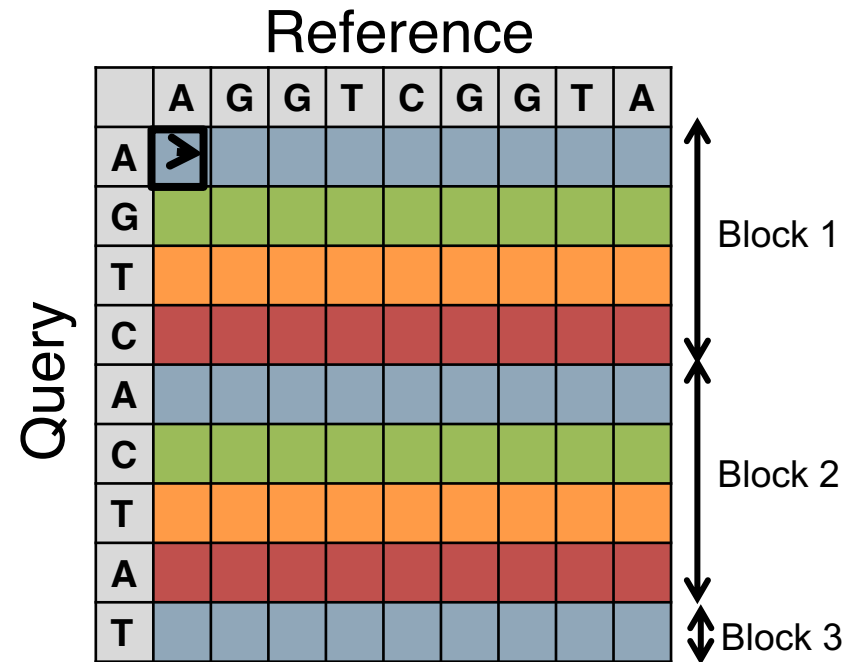 Reference
A G G T C G G T A
A
G
Block 1
T
C
Query
A
C
Block 2
T
A
T
Block 3